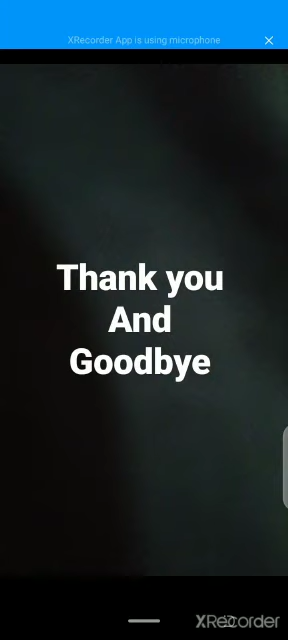 XRecorder App is using microphone
Thank you
And
Goodbye
XRecorder